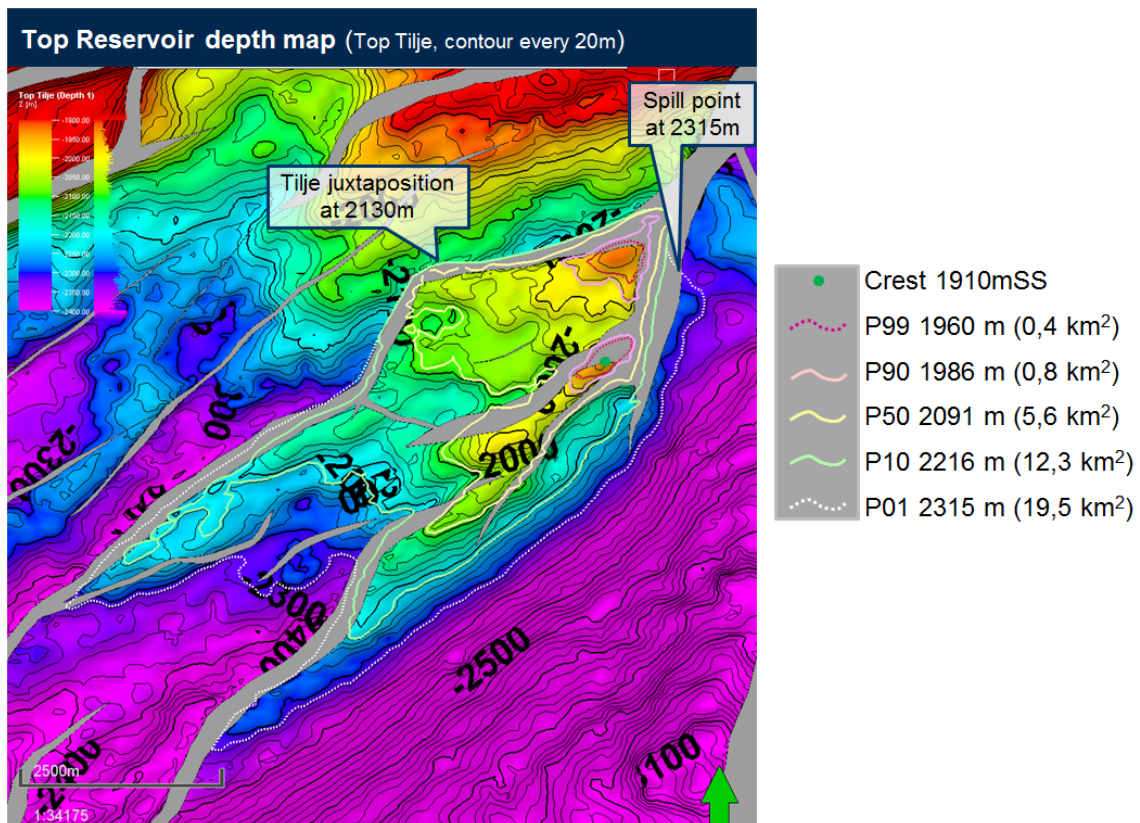 Top Reservoir depth map (Top Tilje, contour every 20m)
Top Tilje (Depth 1)
Z [m]
-1900.00
-1950.00
-2000.00
-2050.00
-2100.00
-2150.00
-2200.00
-2250.00
-2300.00
-2350.00
-2400.00
Spill point
at 2315m
Tilje juxtaposition
at 2130m
-2300
-2000
-2300
-2400
-2500
2500m
1:34175
Crest 1910mSS
P99 1960 m (0,4 km²)
P90 1986 m (0,8 km²)
P50 2091 m (5,6 km²)
P10 2216 m (12,3 km²)
P01 2315 m (19,5 km²)